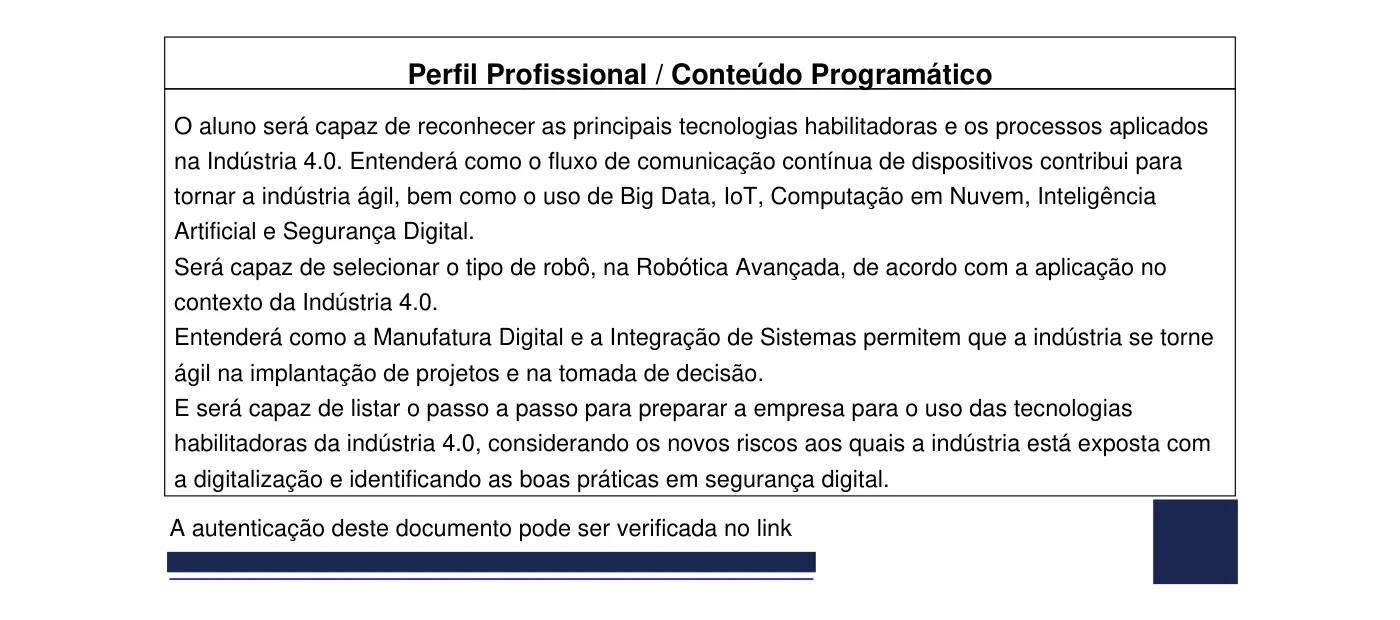 Perfil Profissional / Conteúdo Programático
O aluno será capaz de reconhecer as principais tecnologias habilitadoras e os processos aplicados
na Indústria 4.0. Entenderá como o fluxo de comunicação contínua de dispositivos contribui para
tornar a indústria ágil, bem como o uso de Big Data, IoT, Computação em Nuvem, Inteligência
Artificial e Segurança Digital.
Será capaz de selecionar o tipo de robô, na Robótica Avançada, de acordo com a aplicação no
contexto da Indústria 4.0.
Entenderá como a Manufatura Digital e a Integração de Sistemas permitem que a indústria se torne
ágil na implantação de projetos e na tomada de decisão.
E será capaz de listar o passo a passo para preparar a empresa para o uso das tecnologias
habilitadoras da indústria 4.0, considerando os novos riscos aos quais a indústria está exposta com
a digitalização e identificando as boas práticas em segurança digital.
A autenticação deste documento pode ser verificada no link